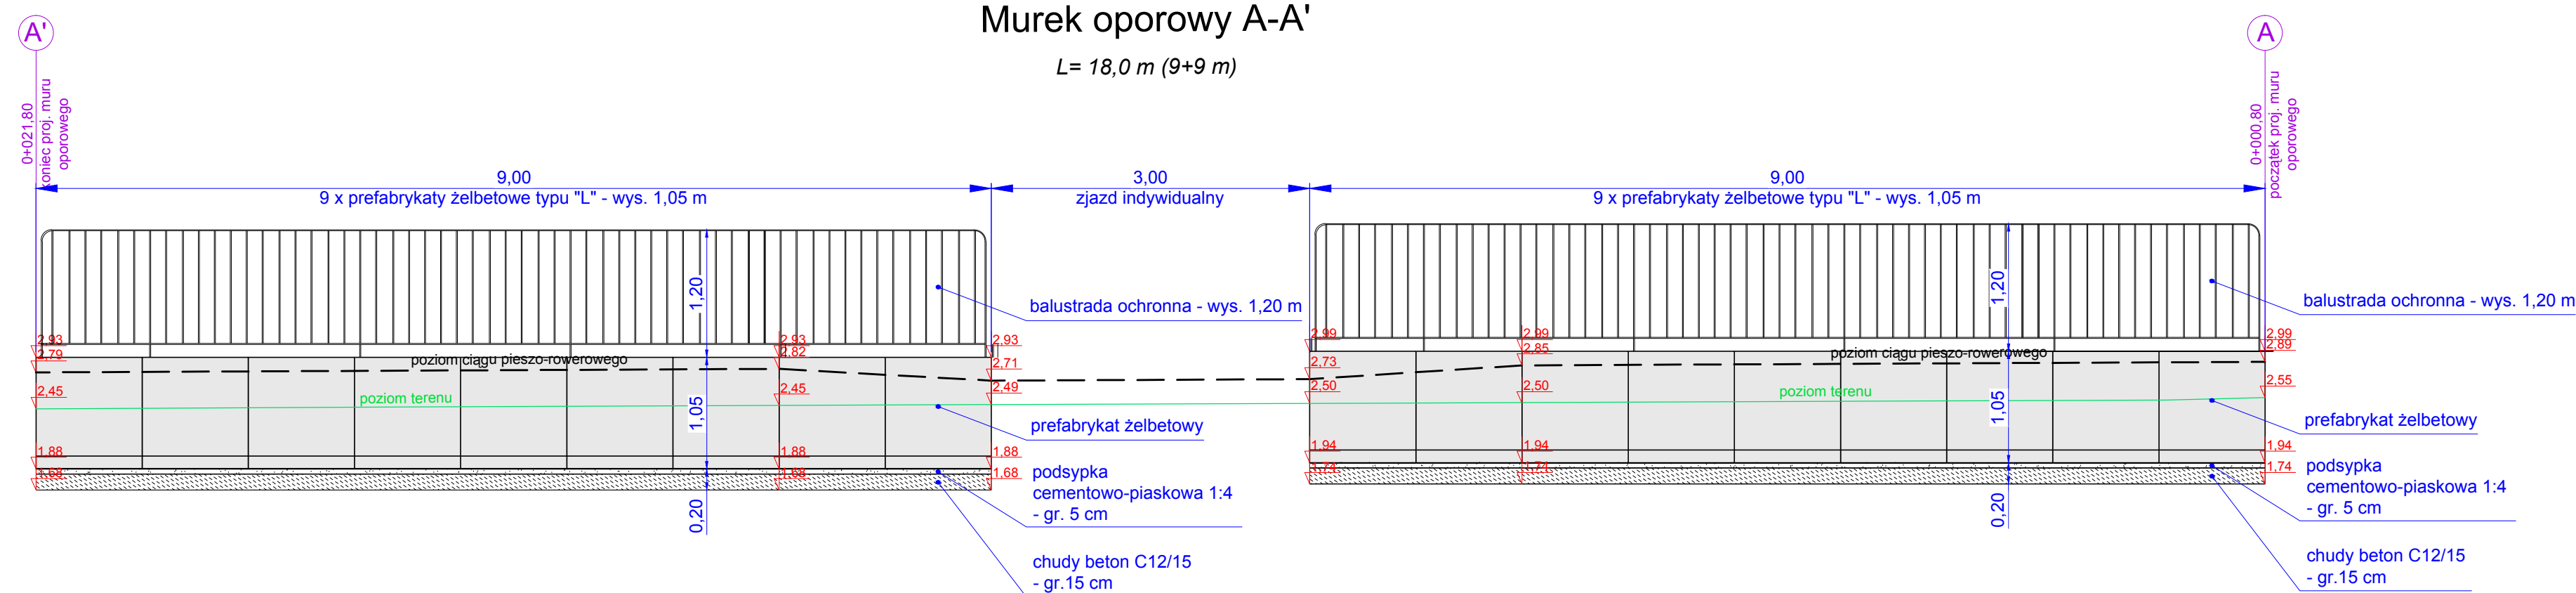 Murek oporowy A-A'
L= 18,0 m (9+9 m)
A'
0+021,80
koniec proj. muru
oporowego
A
0+000,80
początek proj. muru
oporowego
9,00
9 x prefabrykaty żelbetowe typu "L" - wys. 1,05 m
3,00
zjazd indywidualny
9,00
9 x prefabrykaty żelbetowe typu "L" - wys. 1,05 m
1,20
balustrada ochronna - wys. 1,20 m
1,20
balustrada ochronna - wys. 1,20 m
2,93
2,79
2,45
1,88
1,68
poziom ciągu pieszo-rowerowego
poziom terenu
2,93
2,82
2,45
1,88
1,68
1,05
0,20
2,93
2,71
2,49
1,88
1,68
prefabrykat żelbetowy
podsypka
cementowo-piaskowa 1:4
- gr. 5 cm
chudy beton C12/15
- gr.15 cm
2,99
2,73
2,50
1,94
1,74
2,99
2,85
2,50
1,94
1,74
poziom ciągu pieszo-rowerowego
poziom terenu
1,05
0,20
2,99
2,89
2,55
1,94
1,74
prefabrykat żelbetowy
podsypka
cementowo-piaskowa 1:4
- gr. 5 cm
chudy beton C12/15
- gr.15 cm